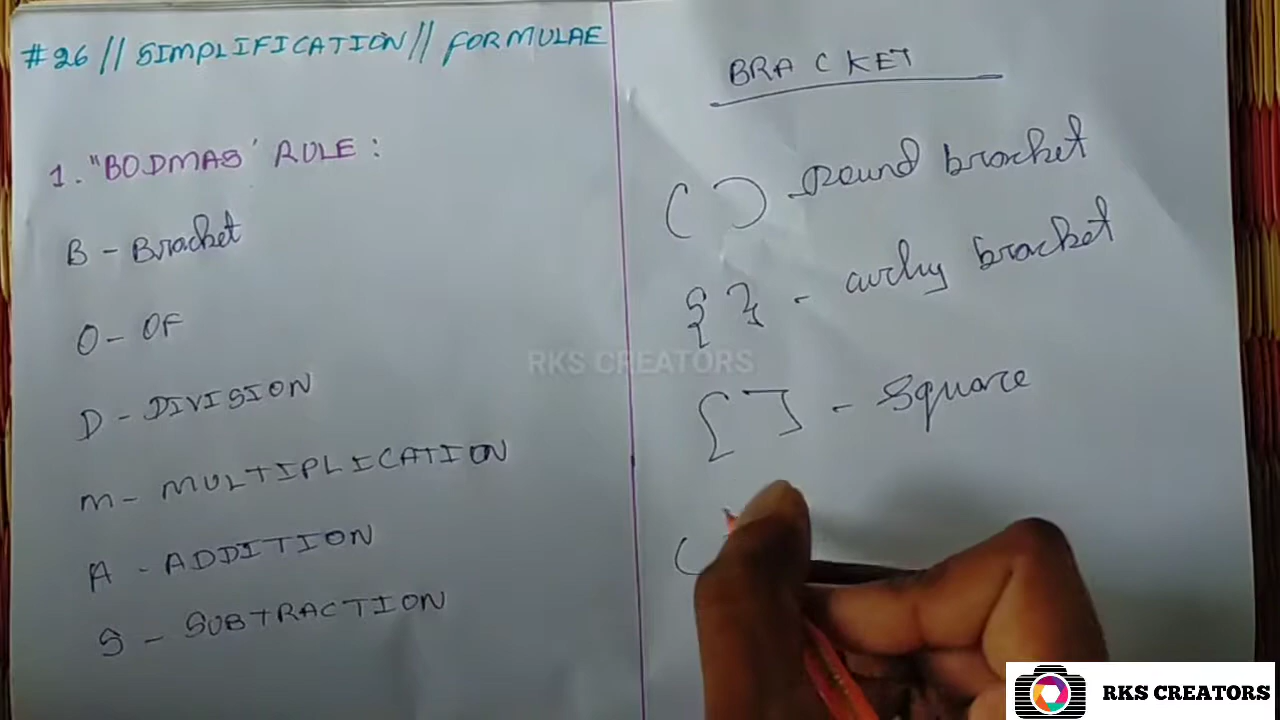 #26 // SIMPLIFICATION // FORMULAE
1. "BODMAS' RULE :
B - Bracket
O - OF
D - DIVISION
M - MULTIPLICATION
A - ADDITION
S - SUBTRACTION
BRACKET
( ) - Round bracket
{ } - curly bracket
[ ] - Square
(
RKS CREATORS
RKS CREATORS